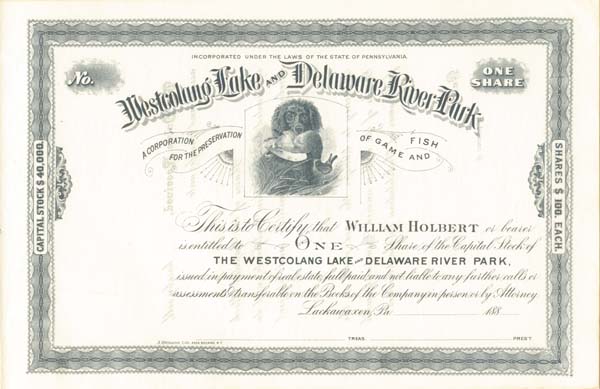 INCORPORATED UNDER THE LAWS OF THE STATE OF PENNSYLVANIA.
No.
ONE SHARE
Westcolang Lake AND Delaware River Park
A CORPORATION FOR THE PRESERVATION OF GAME AND FISH
CAPITAL STOCK $40,000.
SHARES $100. EACH.
This is to Certify, that WILLIAM HOLBERT or bearer
is entitled to ONE Share of the Capital Stock of
THE WESTCOLANG LAKE AND DELAWARE RIVER PARK,
issued in payment of real estate, full paid, and not liable to any further calls or
assessments, transferable on the Books of the Company in person or by Attorney
Lackawaxen, Pa. 188
TREAS. PREST.